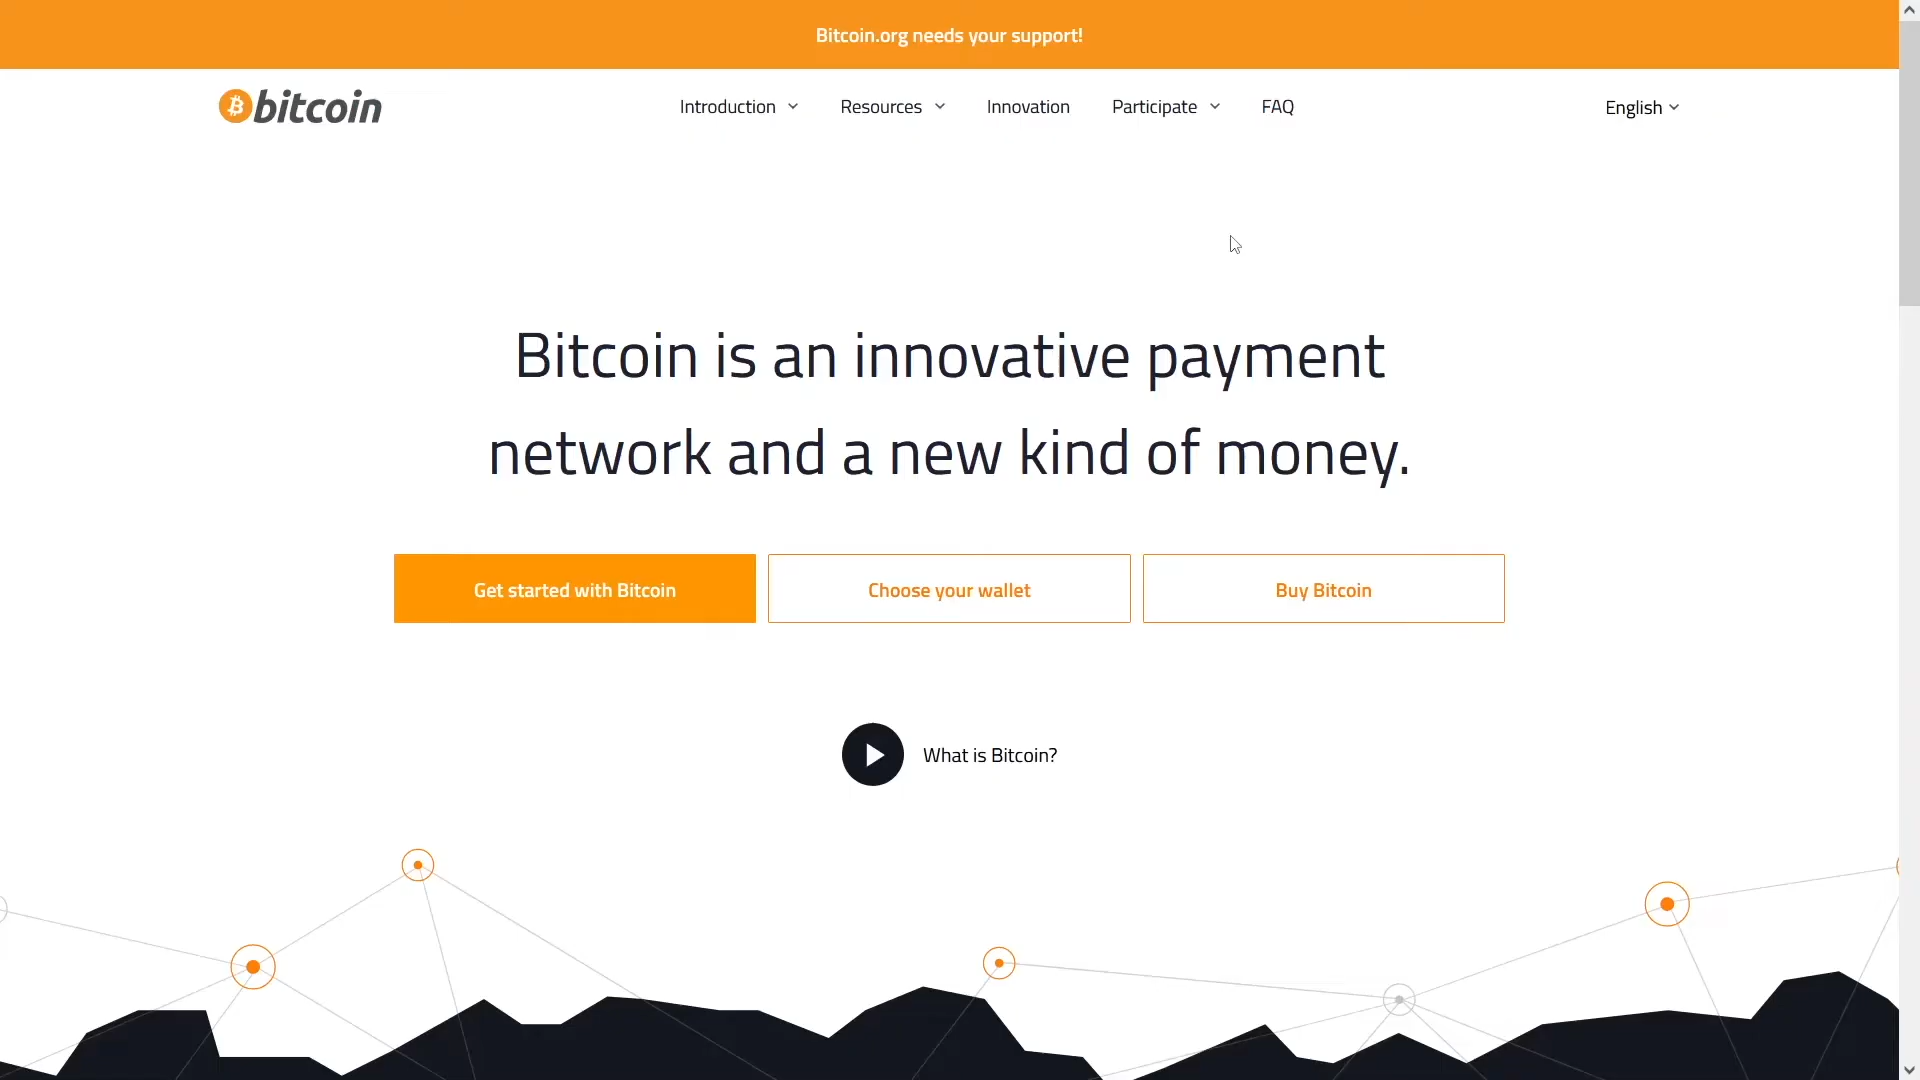 Bitcoin.org needs your support!
bitcoin
Introduction
Resources
Innovation
Participate
FAQ
English
Bitcoin is an innovative payment
network and a new kind of money.
Get started with Bitcoin
Choose your wallet
Buy Bitcoin
What is Bitcoin?